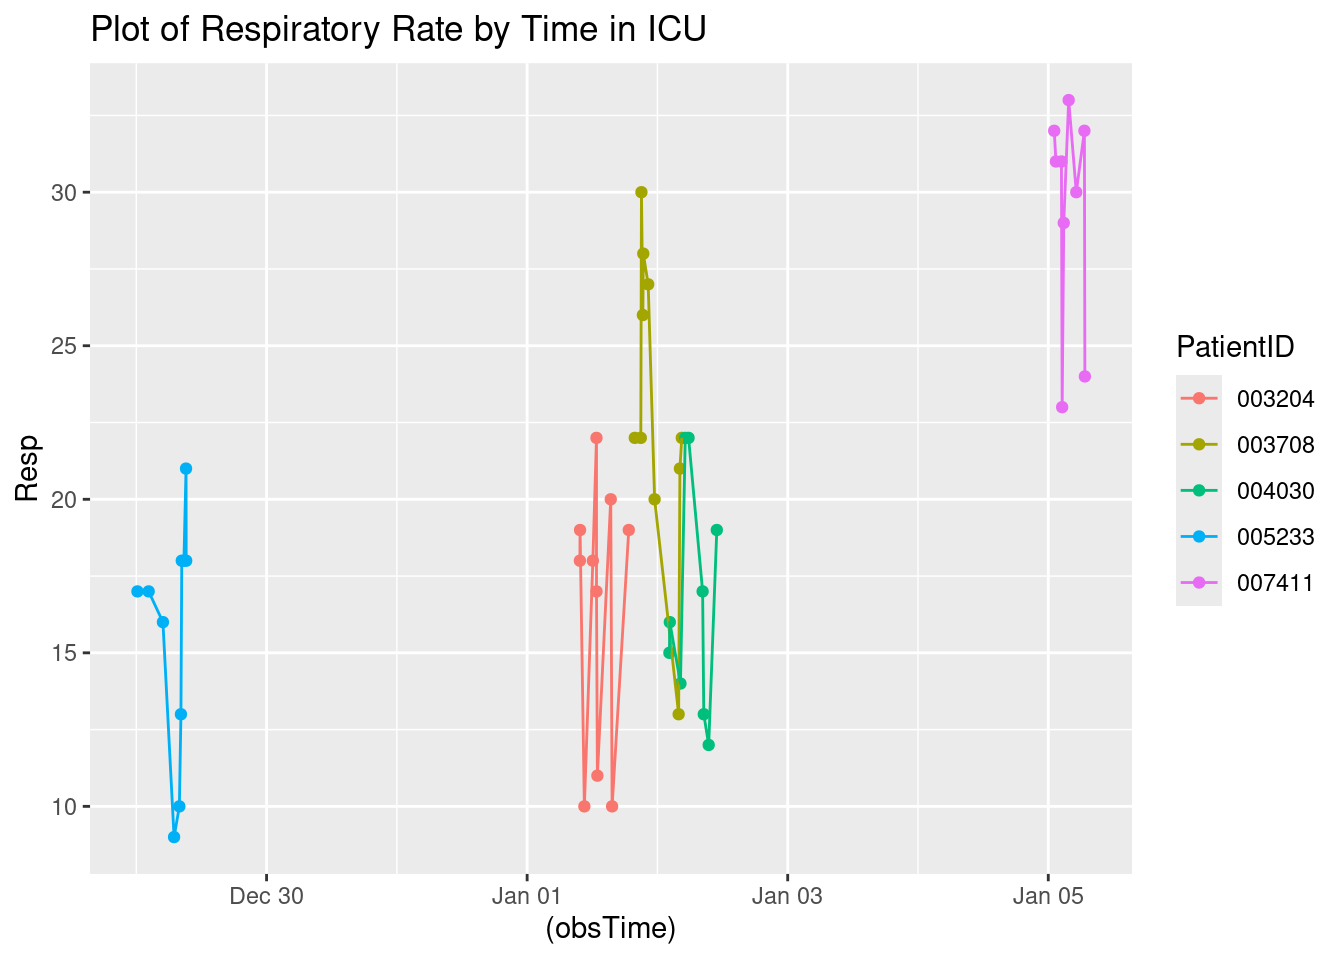 Plot of Respiratory Rate by Time in ICU
30
25
20
15
10
Resp
Dec 30
Jan 01
Jan 03
Jan 05
(obsTime)
PatientID
003204
003708
004030
005233
007411